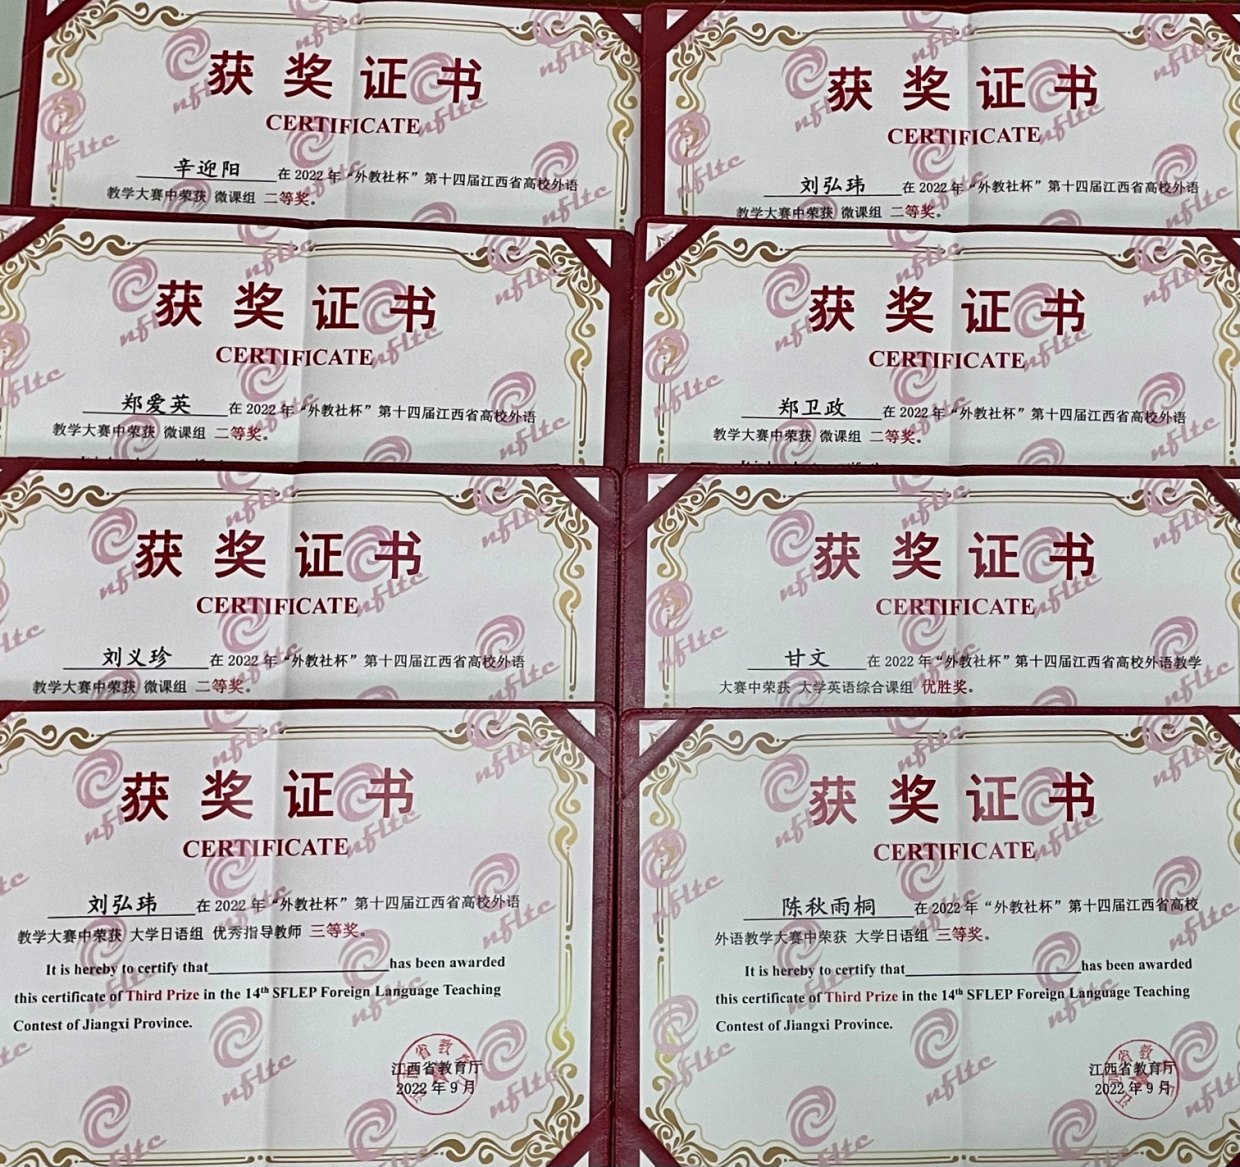 获奖证书
CERTIFICATE
辛迎阳 在 2022 年“外教社杯”第十四届江西省高校外语
教学大赛中荣获 微课组 二等奖。
获奖证书
CERTIFICATE
刘弘玮 在 2022 年“外教社杯”第十四届江西省高校外语
教学大赛中荣获 微课组 二等奖。
获奖证书
CERTIFICATE
郑爱英 在 2022 年“外教社杯”第十四届江西省高校外语
教学大赛中荣获 微课组 二等奖。
获奖证书
CERTIFICATE
郑卫政 在 2022 年“外教社杯”第十四届江西省高校外语
教学大赛中荣获 微课组 二等奖。
获奖证书
CERTIFICATE
刘义珍 在 2022 年“外教社杯”第十四届江西省高校外语
教学大赛中荣获 微课组 二等奖。
获奖证书
CERTIFICATE
甘文 在 2022 年“外教社杯”第十四届江西省高校外语教学
大赛中荣获 大学英语综合课组 优胜奖。
获奖证书
CERTIFICATE
刘弘玮 在 2022 年“外教社杯”第十四届江西省高校外语
教学大赛中荣获 大学日语组 优秀指导教师 三等奖。
It is hereby to certify that has been awarded
this certificate of Third Prize in the 14th SFLEP Foreign Language Teaching
Contest of Jiangxi Province.
江西省教育厅
2022 年 9 月
获奖证书
CERTIFICATE
陈秋雨桐 在 2022 年“外教社杯”第十四届江西省高校
外语教学大赛中荣获 大学日语组 三等奖。
It is hereby to certify that has been awarded
this certificate of Third Prize in the 14th SFLEP Foreign Language Teaching
Contest of Jiangxi Province.
江西省教育厅
2022 年 9 月